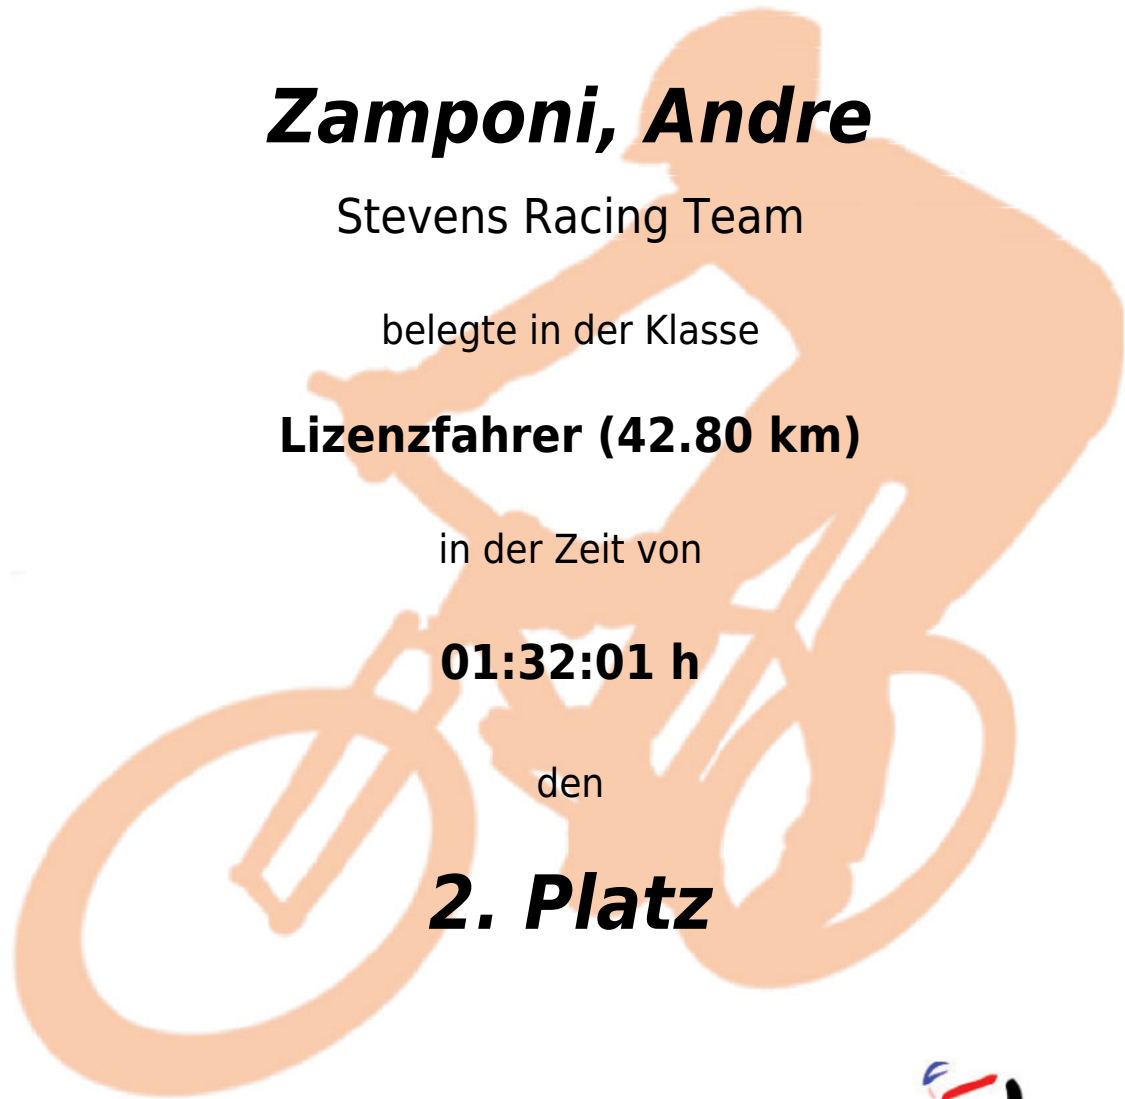 Zamponi, Andre
Stevens Racing Team
belegte in der Klasse
Lizenzfahrer (42.80 km)
in der Zeit von
01:32:01 h
den
2. Platz